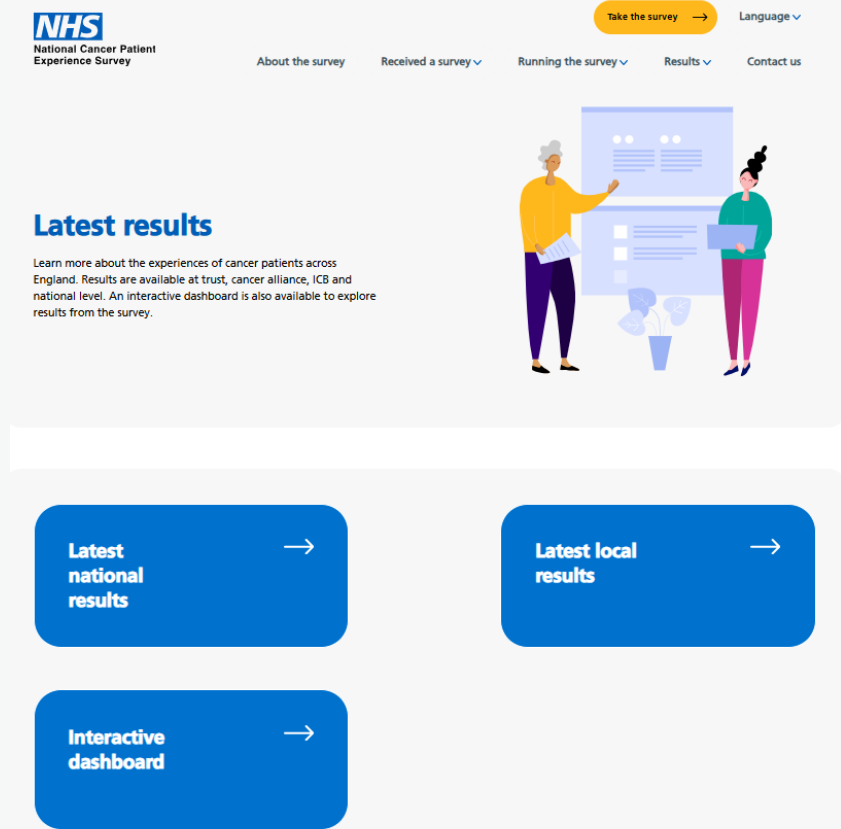 NHS
National Cancer Patient
Experience Survey
Take the survey
Language
About the survey
Received a survey
Running the survey
Results
Contact us
Latest results
Learn more about the experiences of cancer patients across
England. Results are available at trust, cancer alliance, ICB and
national level. An interactive dashboard is also available to explore
results from the survey.
Latest
national
results
Latest local
results
Interactive
dashboard